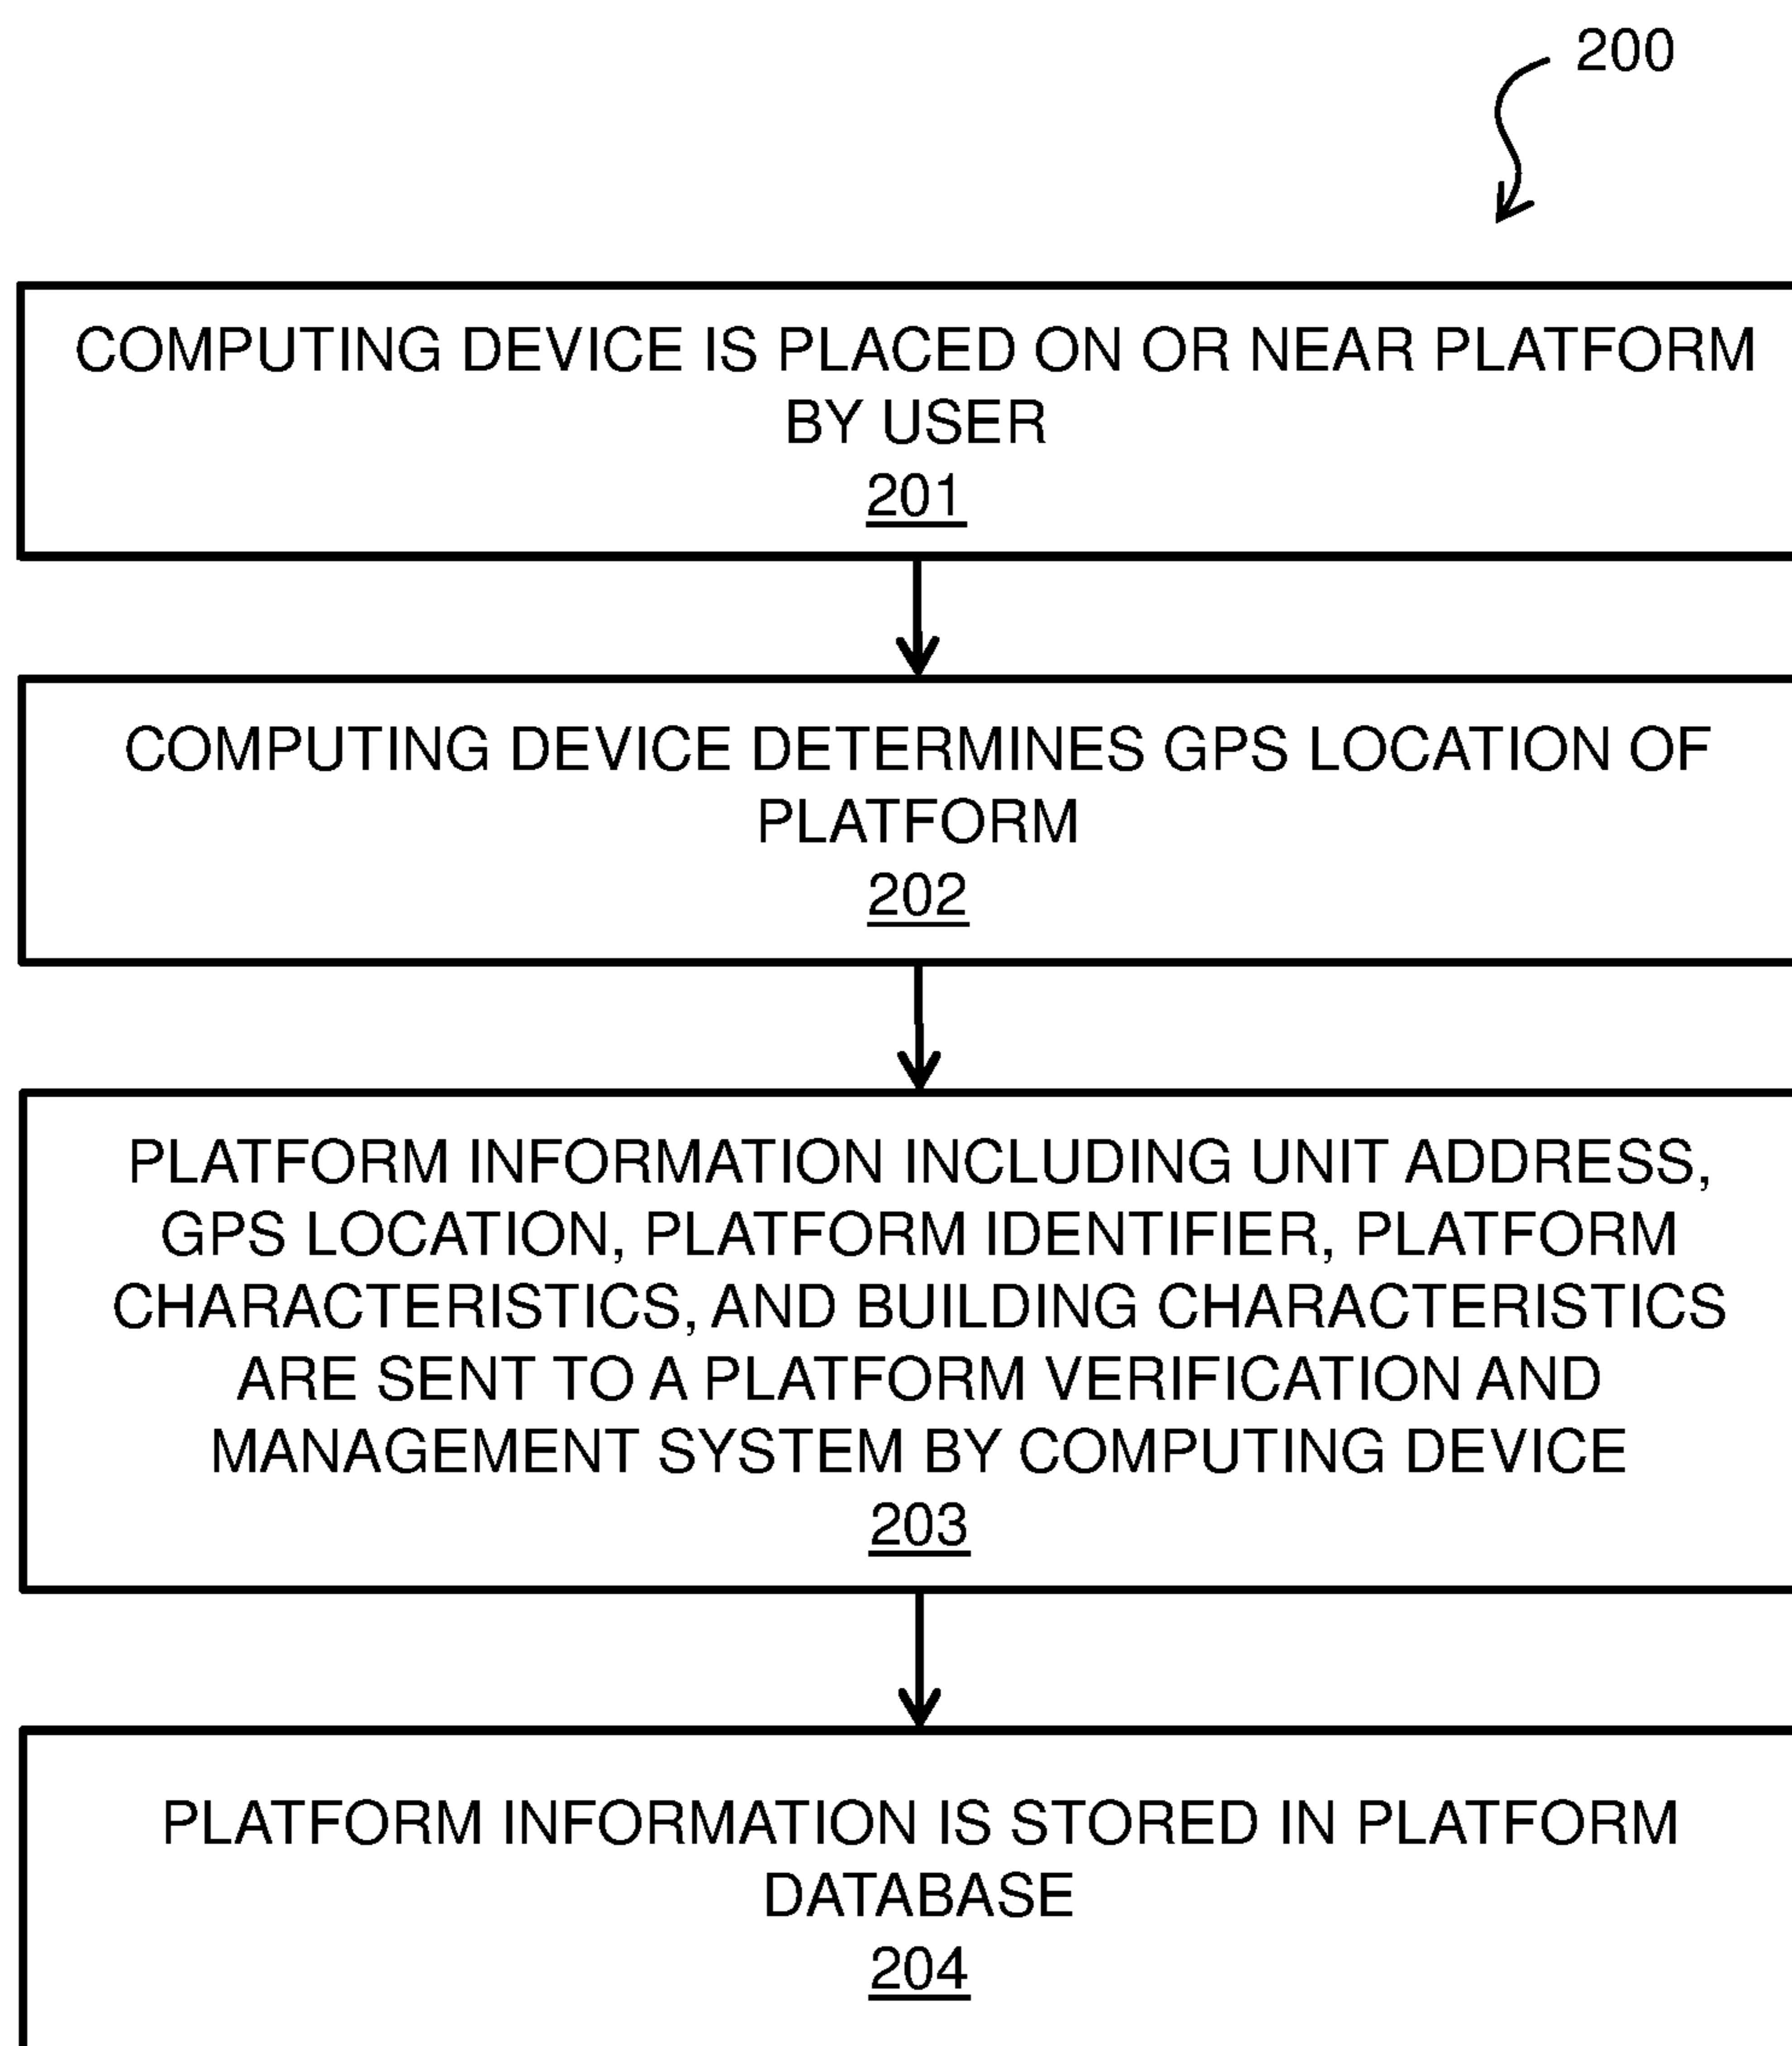 200
COMPUTING DEVICE IS PLACED ON OR NEAR PLATFORM
BY USER
201
COMPUTING DEVICE DETERMINES GPS LOCATION OF
PLATFORM
202
PLATFORM INFORMATION INCLUDING UNIT ADDRESS,
GPS LOCATION, PLATFORM IDENTIFIER, PLATFORM
CHARACTERISTICS, AND BUILDING CHARACTERISTICS
ARE SENT TO A PLATFORM VERIFICATION AND
MANAGEMENT SYSTEM BY COMPUTING DEVICE
203
PLATFORM INFORMATION IS STORED IN PLATFORM
DATABASE
204